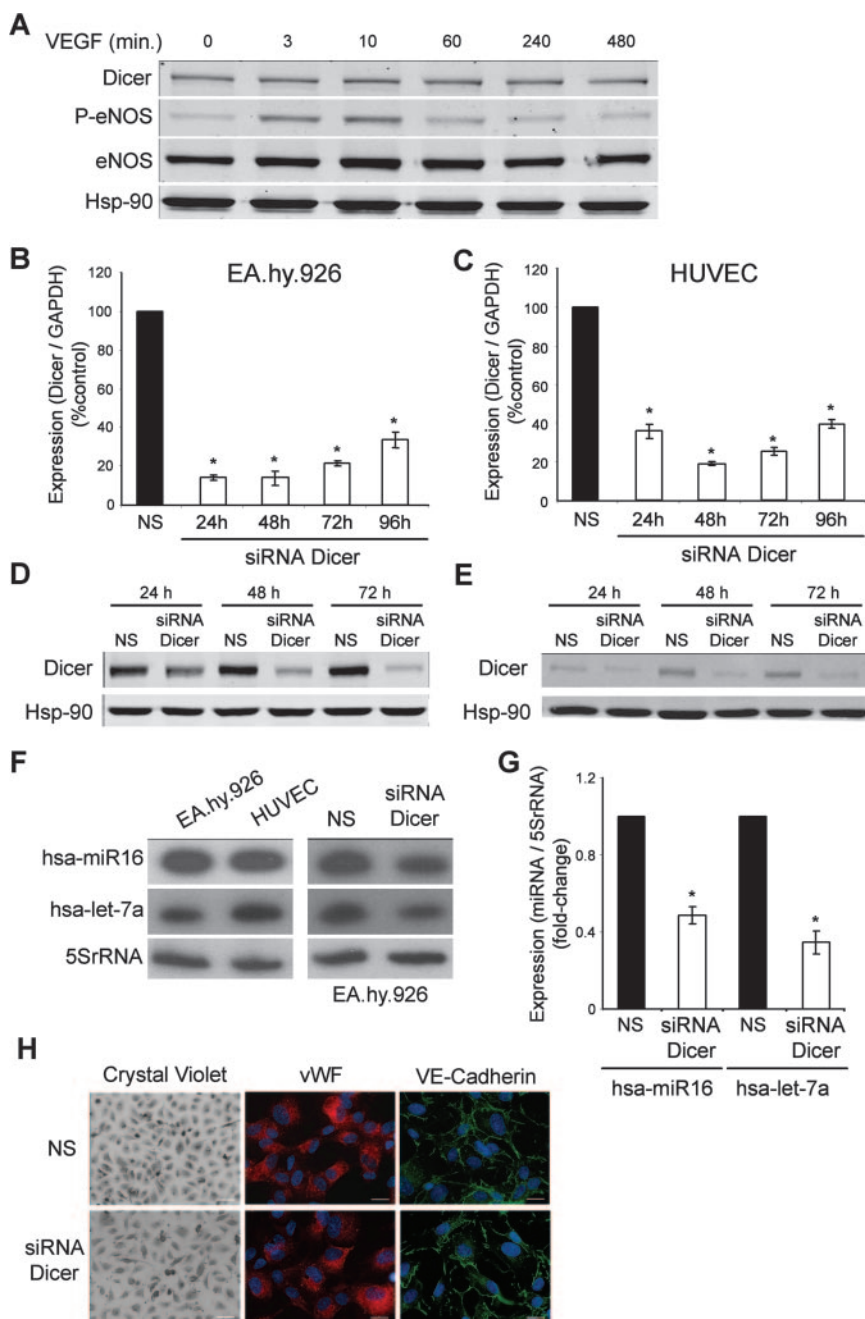 A
VEGF (min.) 0 3 10 60 240 480
Dicer
P-eNOS
eNOS
Hsp-90
B
EA.hy.926
Expression (Dicer / GAPDH)
(%control)
120
100
80
60
40
20
0
* * * *
NS 24h 48h 72h 96h
siRNA Dicer
C
HUVEC
Expression (Dicer / GAPDH)
(%control)
120
100
80
60
40
20
0
* * * *
NS 24h 48h 72h 96h
siRNA Dicer
D
24 h 48 h 72 h
NS siRNA Dicer NS siRNA Dicer NS siRNA Dicer
Dicer
Hsp-90
E
24 h 48 h 72 h
NS siRNA Dicer NS siRNA Dicer NS siRNA Dicer
Dicer
Hsp-90
F
EA.hy.926 HUVEC NS siRNA Dicer
hsa-miR16
hsa-let-7a
5SrRNA
EA.hy.926
G
Expression (miRNA / 5SrRNA)
(fold-change)
1.2
0.8
0.4
0
* *
NS siRNA Dicer NS siRNA Dicer
hsa-miR16 hsa-let-7a
H
Crystal Violet vWF VE-Cadherin
NS
siRNA
Dicer